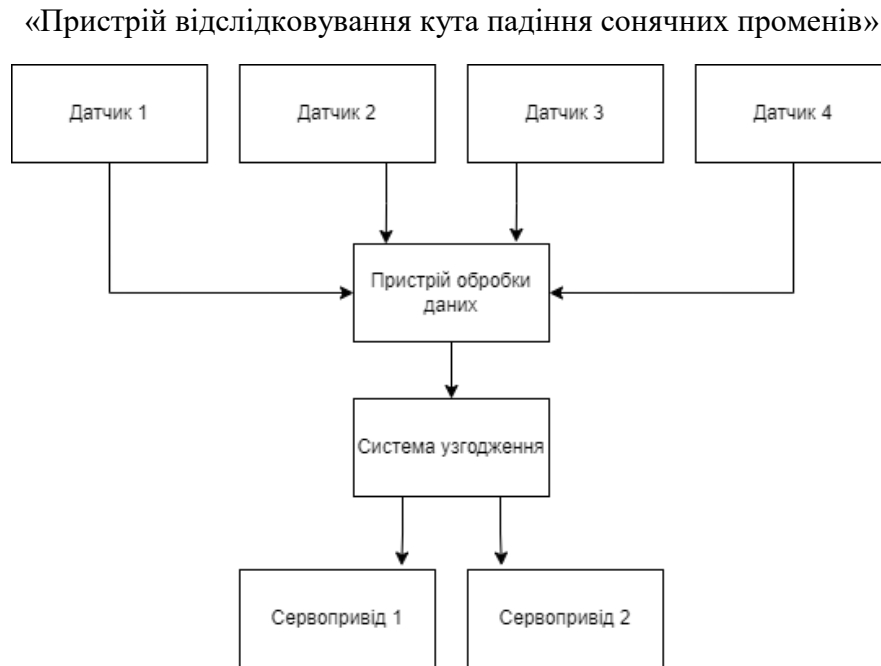 «Пристрій відслідковування кута падіння сонячних променів»
Датчик 1
Датчик 2
Датчик 3
Датчик 4
Пристрій обробки
даних
Система узгодження
Сервопривід 1
Сервопривід 2